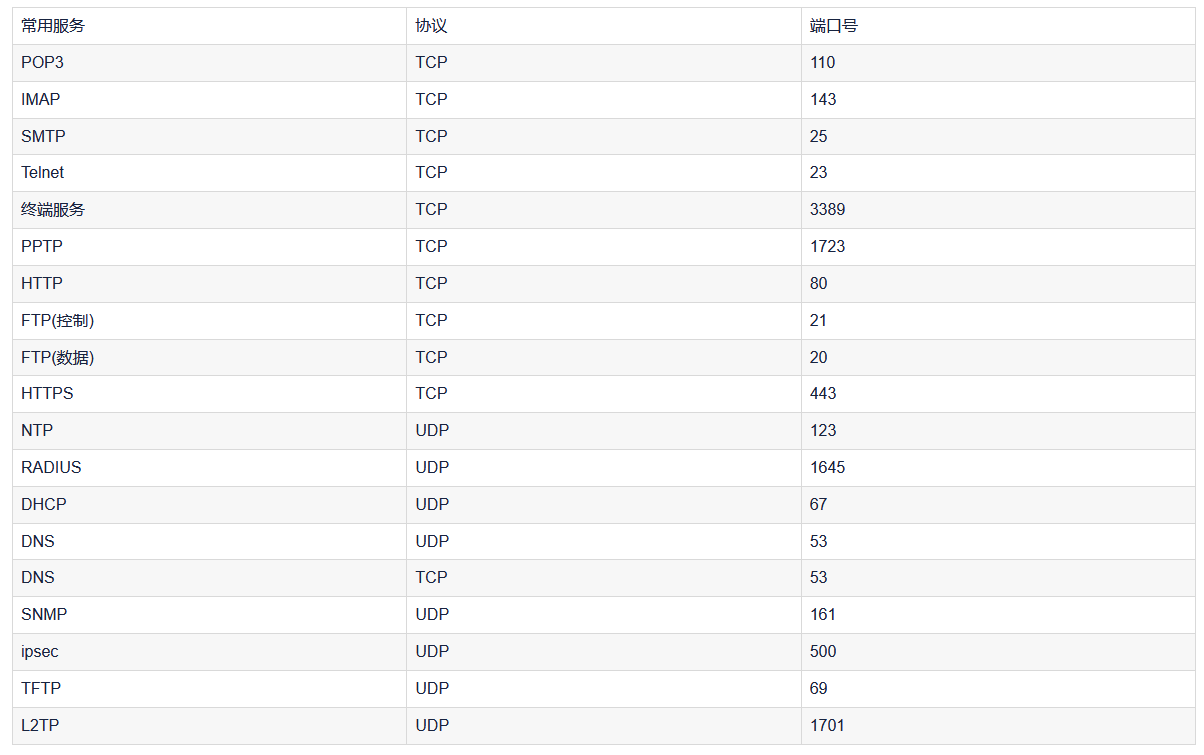 常用服务 协议 端口号
POP3 TCP 110
IMAP TCP 143
SMTP TCP 25
Telnet TCP 23
终端服务 TCP 3389
PPTP TCP 1723
HTTP TCP 80
FTP(控制) TCP 21
FTP(数据) TCP 20
HTTPS TCP 443
NTP UDP 123
RADIUS UDP 1645
DHCP UDP 67
DNS UDP 53
DNS TCP 53
SNMP UDP 161
ipsec UDP 500
TFTP UDP 69
L2TP UDP 1701